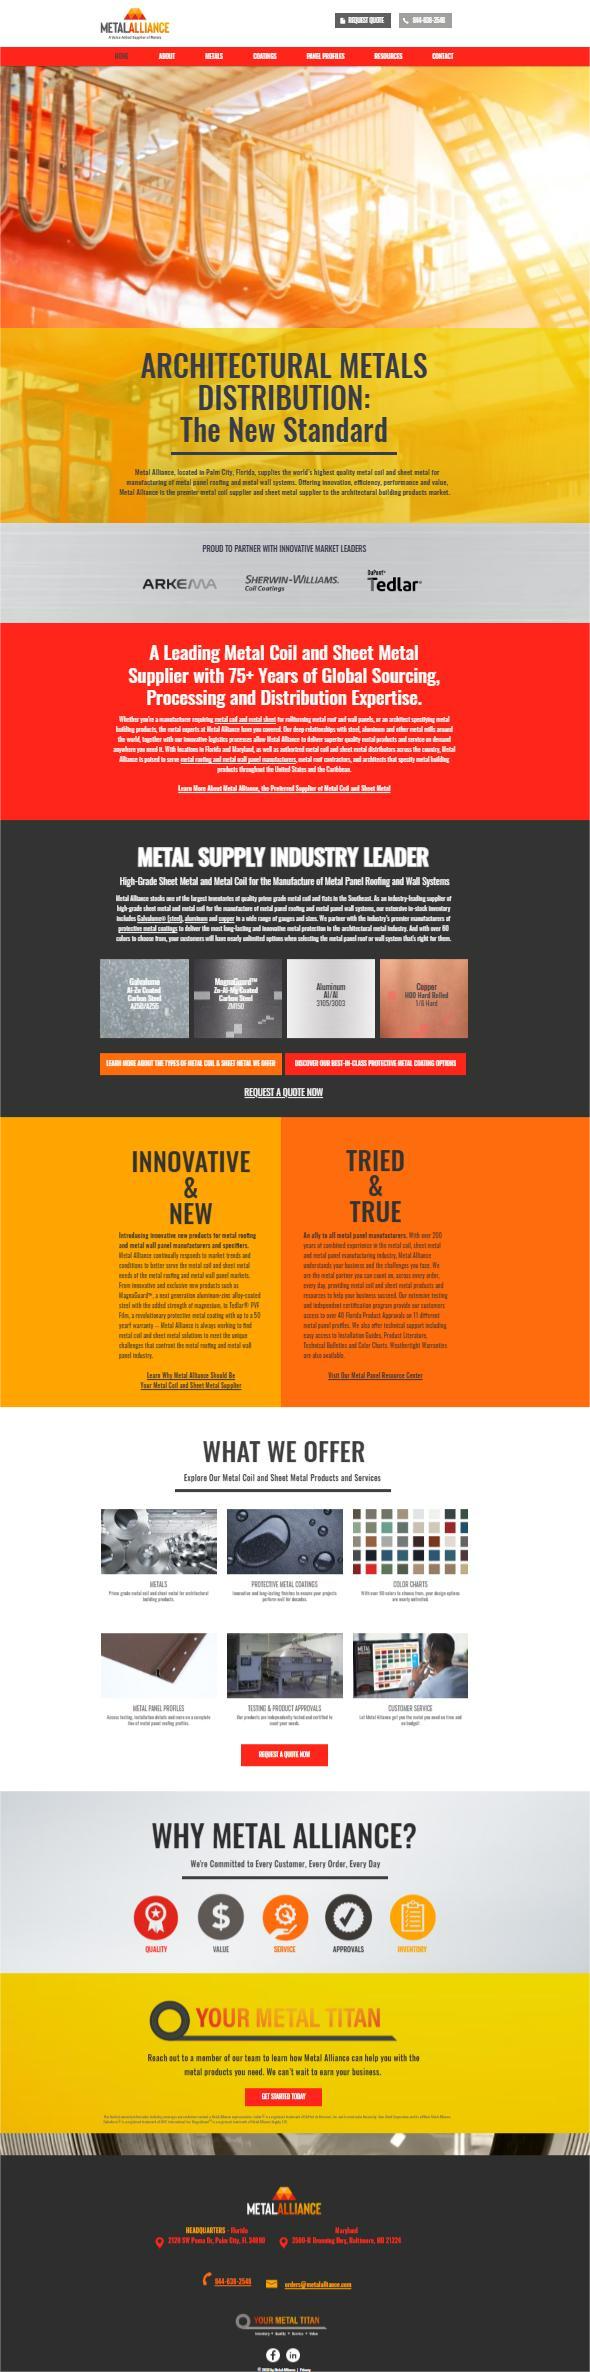 METALALLIANCE
A Value Added Supplier of Metals
REQUEST QUOTE
844-638-2548
HOME ABOUT METALS COATINGS PANEL PROFILES RESOURCES CONTACT
ARCHITECTURAL METALS
DISTRIBUTION:
The New Standard
Metal Alliance, located in Palm City, Florida, supplies the world's highest quality metal coil and sheet metal for
manufacturing of metal panel roofing and metal wall systems. Offering innovation, efficiency, performance and value,
Metal Alliance is the premier metal coil supplier and sheet metal supplier to the architectural building products market.
PROUD TO PARTNER WITH INNOVATIVE MARKET LEADERS
ARKEMA
SHERWIN-WILLIAMS.
Coil Coatings
DuPont®
Tedlar®
A Leading Metal Coil and Sheet Metal
Supplier with 75+ Years of Global Sourcing,
Processing and Distribution Expertise.
Whether you're a manufacturer requiring metal coil and metal sheet for rollforming metal roof and wall panels, or an architect specifying metal
building products, the metal experts at Metal Alliance have you covered. Our deep relationships with steel, aluminum and other metal mills around
the world, together with our innovative logistics processes allow Metal Alliance to deliver superior quality metal products and service on demand
anywhere you need it. With locations in Florida and Maryland, as well as authorized metal coil and sheet metal distributors across the country, Metal
Alliance is poised to serve metal roofing and metal wall panel manufacturers, metal roof contractors, and architects that specify metal building
products throughout the United States and the Caribbean.
Learn More About Metal Alliance, the Preferred Supplier of Metal Coil and Sheet Metal
METAL SUPPLY INDUSTRY LEADER
High-Grade Sheet Metal and Metal Coil for the Manufacture of Metal Panel Roofing and Wall Systems
Metal Alliance stocks one of the largest inventories of quality prime grade metal coil and flats in the Southeast. As an industry-leading supplier of
high-grade sheet metal and metal coil for the manufacture of metal panel roofing and metal panel wall systems, our extensive in-stock inventory
includes Galvalume® (steel), aluminum and copper in a wide range of gauges and sizes. We partner with the industry's premier manufacturers of
protective metal coatings to deliver the most long-lasting and innovative metal protection in the architectural metal industry. And with over 60
colors to choose from, your customers will have nearly unlimited options when selecting the metal panel roof or wall system that's right for them.
Galvalume
Al-Zn Coated
Carbon Steel
AZ50/AZ55
MagnaGuard™
Zn-Al-Mg Coated
Carbon Steel
ZM150
Aluminum
Al/Al
3105/3003
Copper
H00 Hard Rolled
1/8 Hard
LEARN MORE ABOUT THE TYPES OF METAL COIL & SHEET METAL WE OFFER
DISCOVER OUR BEST-IN-CLASS PROTECTIVE METAL COATING OPTIONS
REQUEST A QUOTE NOW
INNOVATIVE
&
NEW
Introducing innovative new products for metal roofing
and metal wall panel manufacturers and specifiers.
Metal Alliance continually responds to market trends and
conditions to better serve the metal coil and sheet metal
needs of the metal roofing and metal wall panel markets.
From innovative and exclusive new products such as
MagnaGuard™, a next generation aluminum-zinc alloy-coated
steel with the added strength of magnesium, to Tedlar® PVF
Film, a revolutionary protective metal coating with up to a 50
year† warranty – Metal Alliance is always working to find
metal coil and sheet metal solutions to meet the unique
challenges that confront the metal roofing and metal wall
panel industry.
Learn Why Metal Alliance Should Be
Your Metal Coil and Sheet Metal Supplier
TRIED
&
TRUE
An ally to all metal panel manufacturers. With over 200
years of combined experience in the metal coil, sheet metal
and metal panel manufacturing industry, Metal Alliance
understands your business and the challenges you face. We
are the metal partner you can count on, across every order,
every day, providing metal coil and sheet metal products and
resources to help your business succeed. Our extensive testing
and independent certification program provide our customers
access to over 40 Florida Product Approvals on 11 different
metal panel profiles. We also offer technical support including
easy access to Installation Guides, Product Literature,
Technical Bulletins and Color Charts. Weathertight Warranties
are also available.
Visit Our Metal Panel Resource Center
WHAT WE OFFER
Explore Our Metal Coil and Sheet Metal Products and Services
METALS
Prime grade metal coil and sheet metal for architectural
building products.
PROTECTIVE METAL COATINGS
Innovative and long-lasting finishes to ensure your projects
perform well for decades.
COLOR CHARTS
With over 60 colors to choose from, your design options
are nearly unlimited.
METAL PANEL PROFILES
Access testing, installation details and more on a complete
line of metal panel roofing profiles.
TESTING & PRODUCT APPROVALS
Our products are independently tested and certified to
meet your needs.
CUSTOMER SERVICE
Let Metal Alliance get you the metal you need on time and
on budget!
REQUEST A QUOTE NOW
WHY METAL ALLIANCE?
We're Committed to Every Customer, Every Order, Every Day
$
QUALITY VALUE SERVICE APPROVALS INVENTORY
YOUR METAL TITAN
Reach out to a member of our team to learn how Metal Alliance can help you with the
metal products you need. We can't wait to earn your business.
GET STARTED TODAY
METALALLIANCE
HEADQUARTERS - Florida
2128 SW Poma Dr, Palm City, FL 34990
Maryland
Baltimore, MD 21224
844-638-2548
orders@metalalliance.com
YOUR METAL TITAN
Inventory • Quality • Service • Value
by Metal Alliance | Privacy